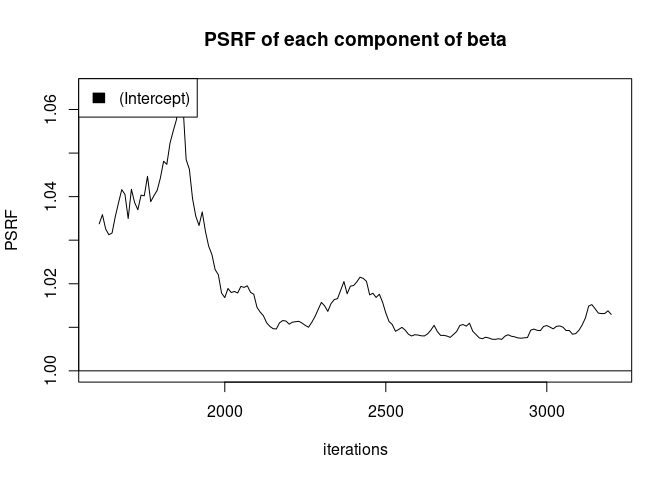 PSRF of each component of beta
(Intercept)
1.06
1.04
1.02
1.00
PSRF
2000 2500 3000
iterations